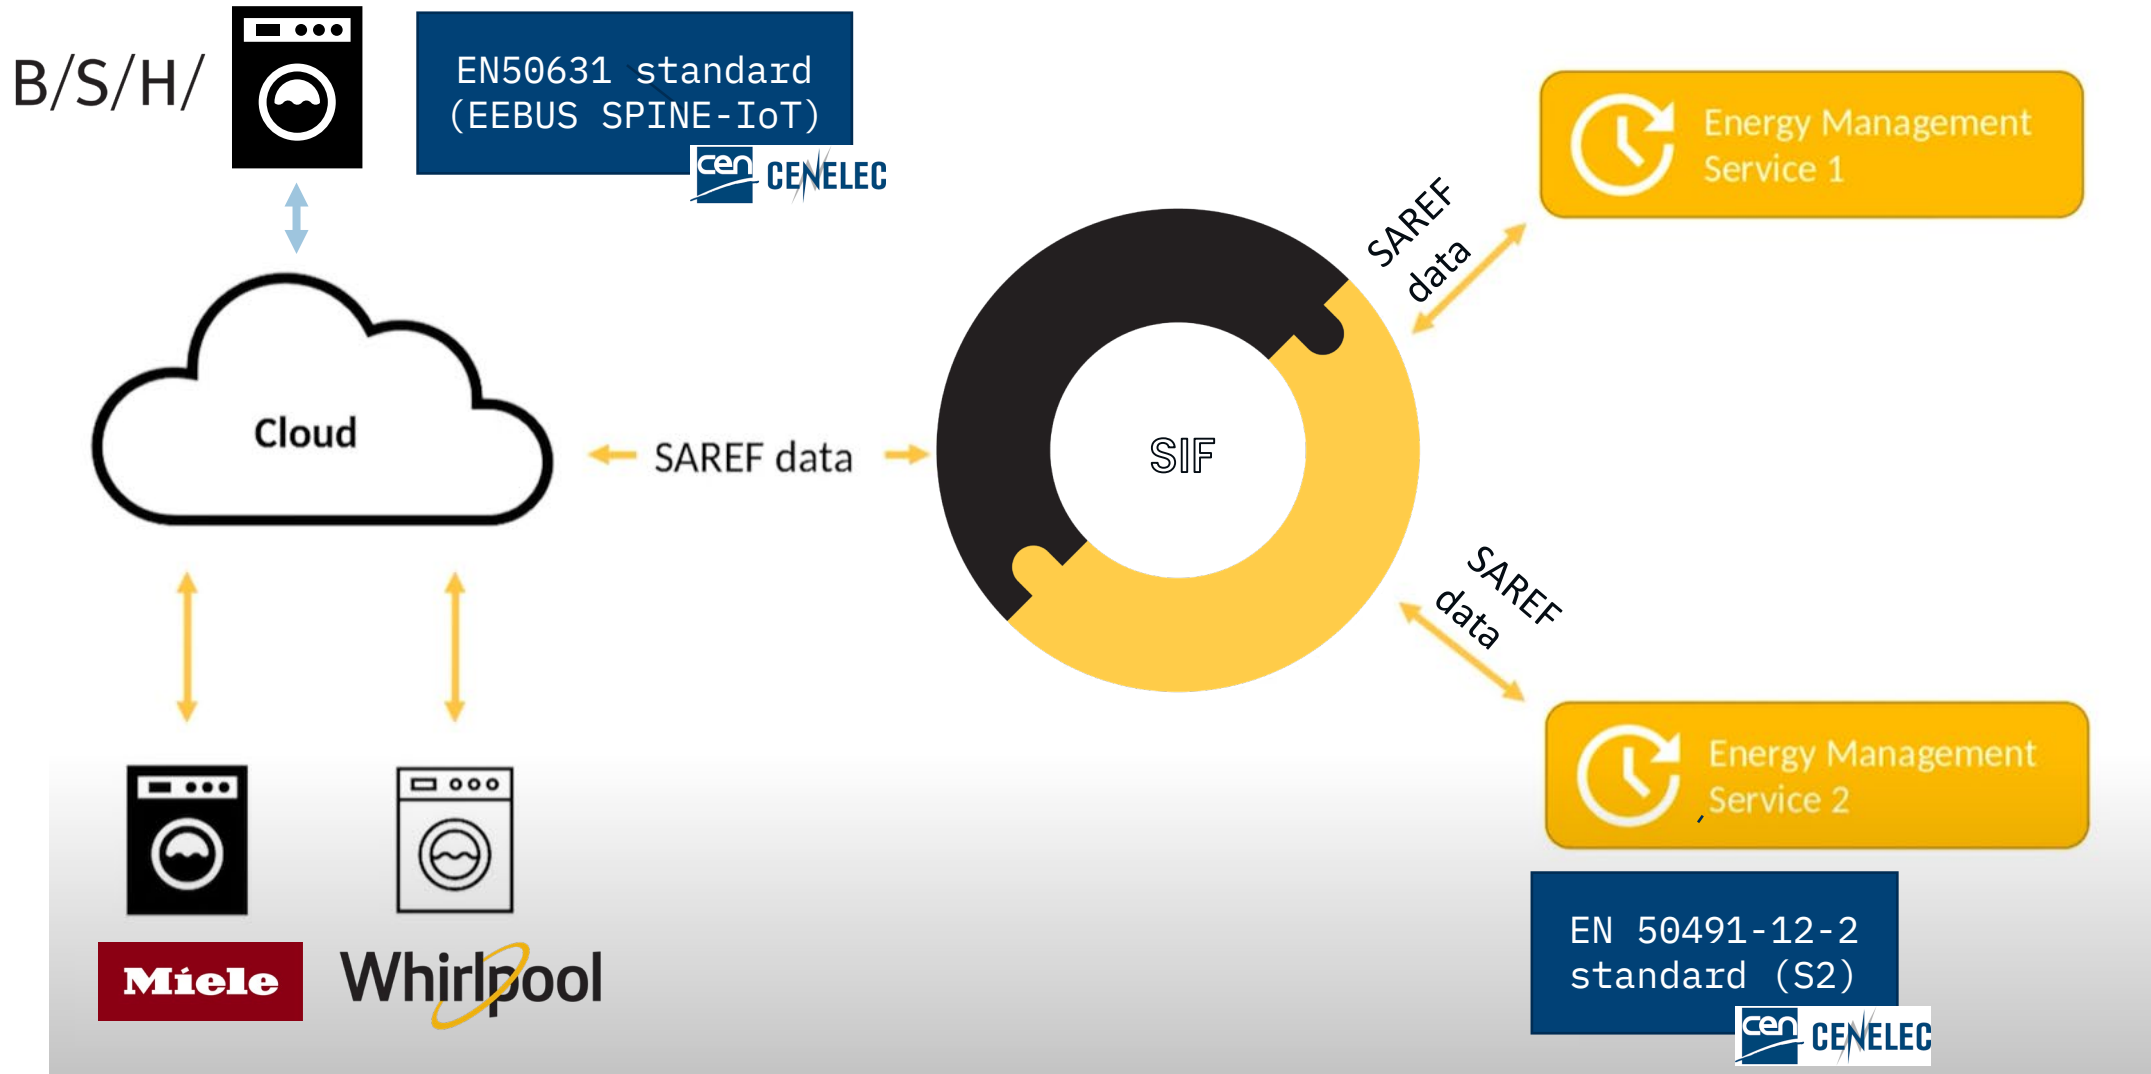 B/S/H/
EN50631 standard
(EEBUS SPINE-IoT)
cen CENELEC
Energy Management
Service 1
SAREF
data
Cloud
SAREF data
SIF
SAREF
data
Energy Management
Service 2
EN 50491-12-2
standard (S2)
cen CENELEC
Miele
Whirlpool